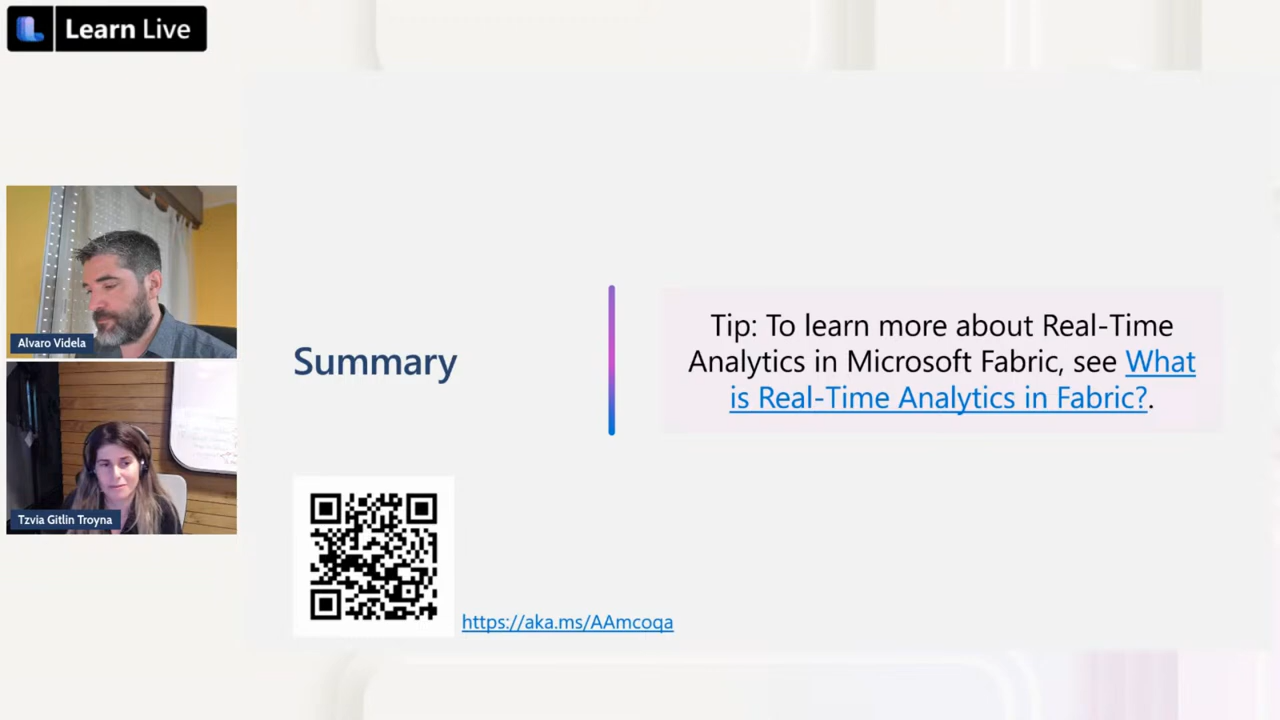 Learn Live
Alvaro Videla
Tzvia Gitlin Troyna
Summary
Tip: To learn more about Real-Time
Analytics in Microsoft Fabric, see What
is Real-Time Analytics in Fabric?.
https://aka.ms/AAmcoqa